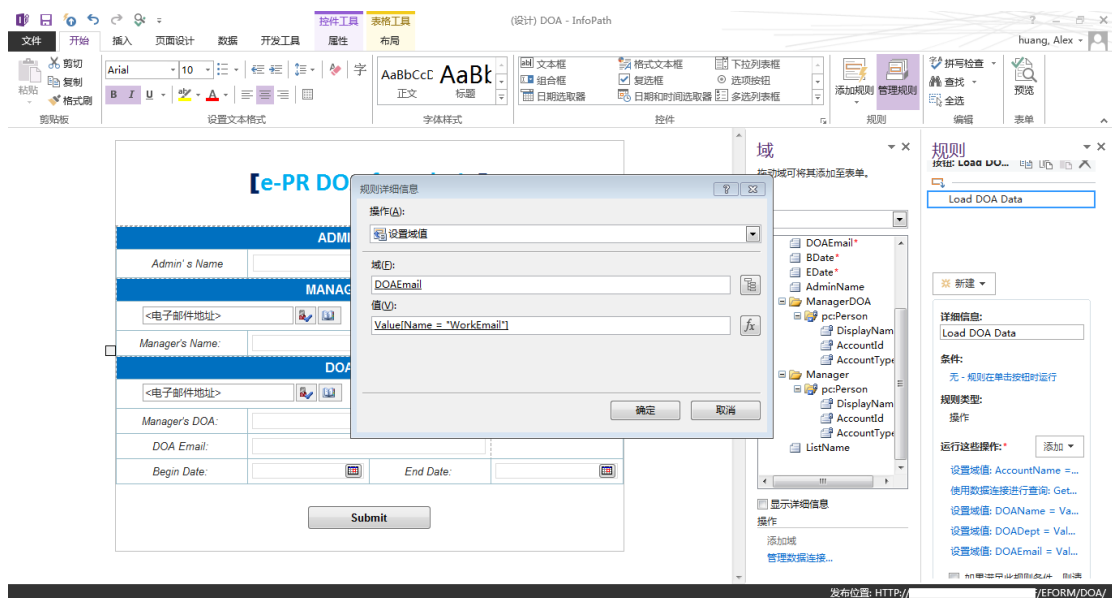 控件工具 表格工具 (设计) DOA - InfoPath
文件 开始 插入 页面设计 数据 开发工具 属性 布局 huang, Alex
粘贴 剪切 复制 格式刷
剪贴板
Arial 10 字
B I U A
设置文本格式
AaBbCcD 正文 AaBb 标题
字体样式
文本框 格式文本框 下拉列表框
组合框 复选框 选项按钮
日期选取器 日期和时间选取器 多选列表框
控件
添加规则 管理规则
规则
拼写检查
查找
全选
编辑
预览
表单
[e-PR DO
ADMI
Admin' s Name
MANAG
<电子邮件地址>
Manager's Name:
DOA
<电子邮件地址>
Manager's DOA:
DOA Email:
Begin Date: End Date:
Submit
规则详细信息
操作(A):
设置域值
域(F):
DOAEmail
值(V):
Value[Name = "WorkEmail"]
fx
确定 取消
域
拖动域可将其添加至表单。
DOAEmail*
BDate*
EDate*
AdminName
ManagerDOA
pc:Person
DisplayNam
AccountId
AccountType
Manager
pc:Person
DisplayNam
AccountId
AccountType
ListName
显示详细信息
操作
添加域
管理数据连接...
规则
按钮: Load DO...
Load DOA Data
新建
详细信息:
Load DOA Data
条件:
无 - 规则在单击按钮时运行
规则类型:
操作
运行这些操作:* 添加
设置域值: AccountName =...
使用数据连接进行查询: Get...
设置域值: DOAName = Va...
设置域值: DOADept = Val...
设置域值: DOAEmail = Val...
发布位置: HTTP:// /EFORM/DOA/